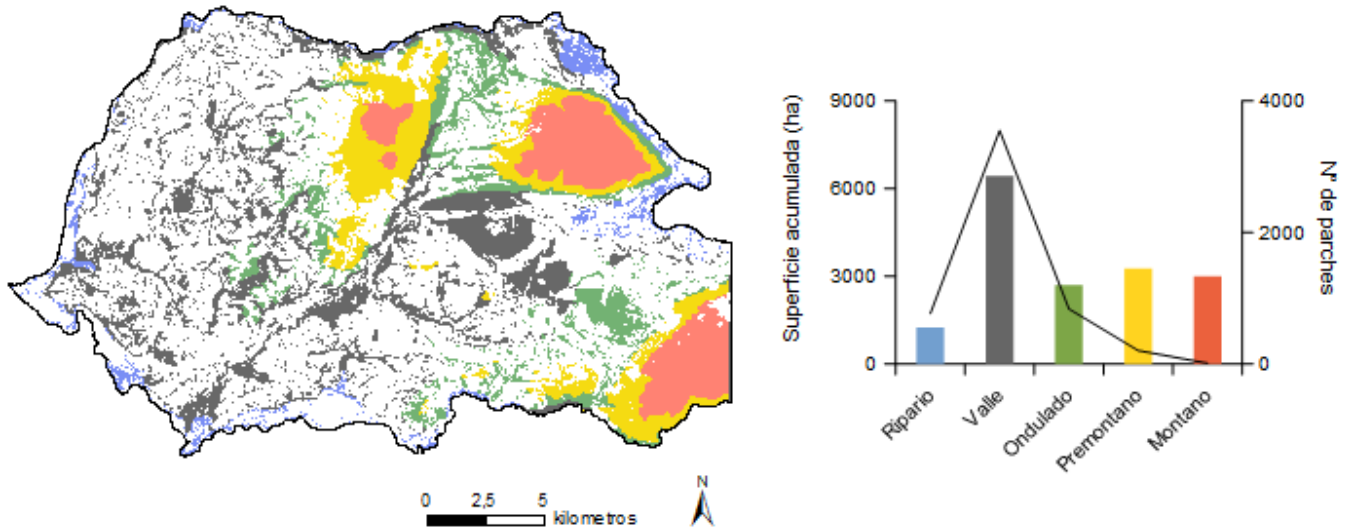 N
0 2,5 5
kilometros
Superficie acumulada (ha)
9000
6000
3000
0
4000
2000
0
Nº de parches
Ripario
Valle
Ondulado
Premontano
Montano